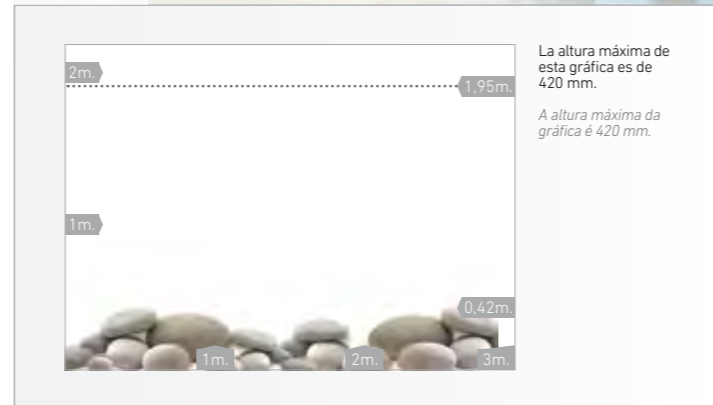 2m.
1,95m.
1m.
0,42m.
1m.
2m.
3m.
La altura máxima de
esta gráfica es de
420 mm.
A altura máxima da
gráfica é 420 mm.